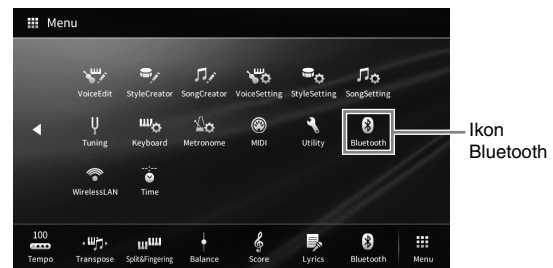 Menu
VoiceEdit StyleCreator SongCreator VoiceSetting StyleSetting SongSetting
Tuning Keyboard Metronome MIDI Utility Bluetooth
Ikon
Bluetooth
WirelessLAN Time
100
Tempo Transpose Split&Fingering Balance Score Lyrics Bluetooth Menu